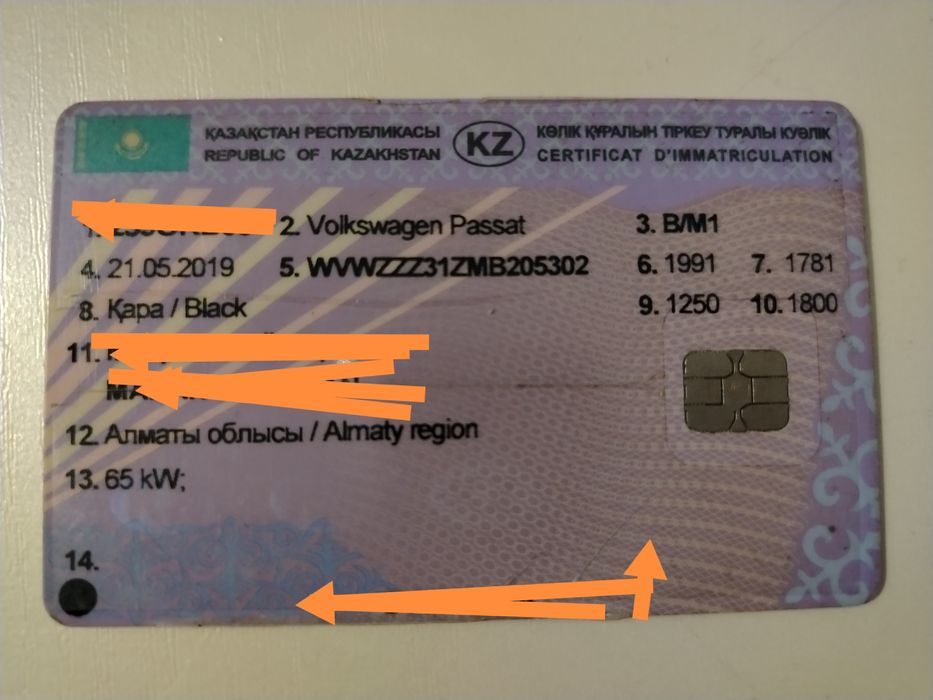 ҚАЗАҚСТАН РЕСПУБЛИКАСЫ KZ КӨЛІК ҚҰРАЛЫН ТІРКЕУ ТУРАЛЫ КУӘЛІК
REPUBLIC OF KAZAKHSTAN CERTIFICAT D'IMMATRICULATION
1. 2. Volkswagen Passat 3. B/M1
4. 21.05.2019 5. WVWZZZ31ZMB205302 6. 1991 7. 1781
8. Қара / Black 9. 1250 10. 1800
11.
12. Алматы облысы / Almaty region
13. 65 kW;
14.